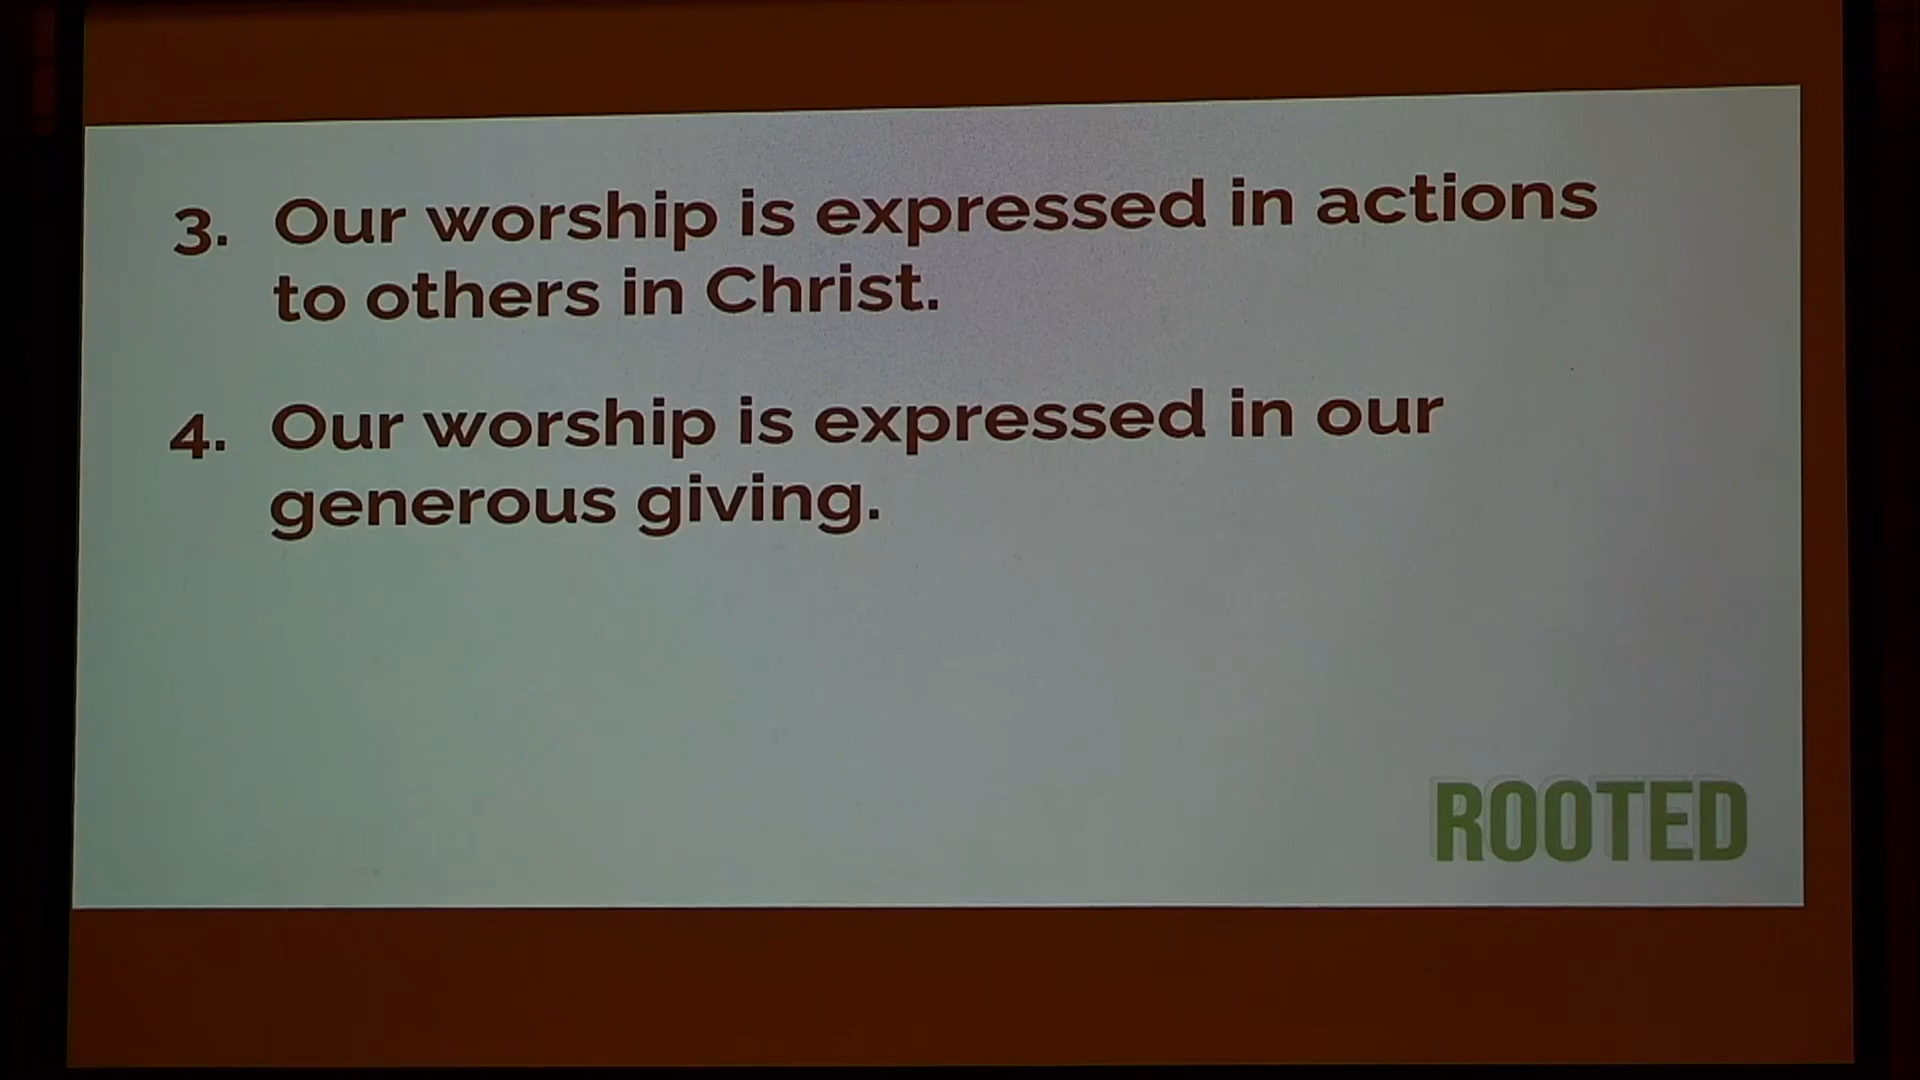 3. Our worship is expressed in actions
to others in Christ.
4. Our worship is expressed in our
generous giving.
ROOTED